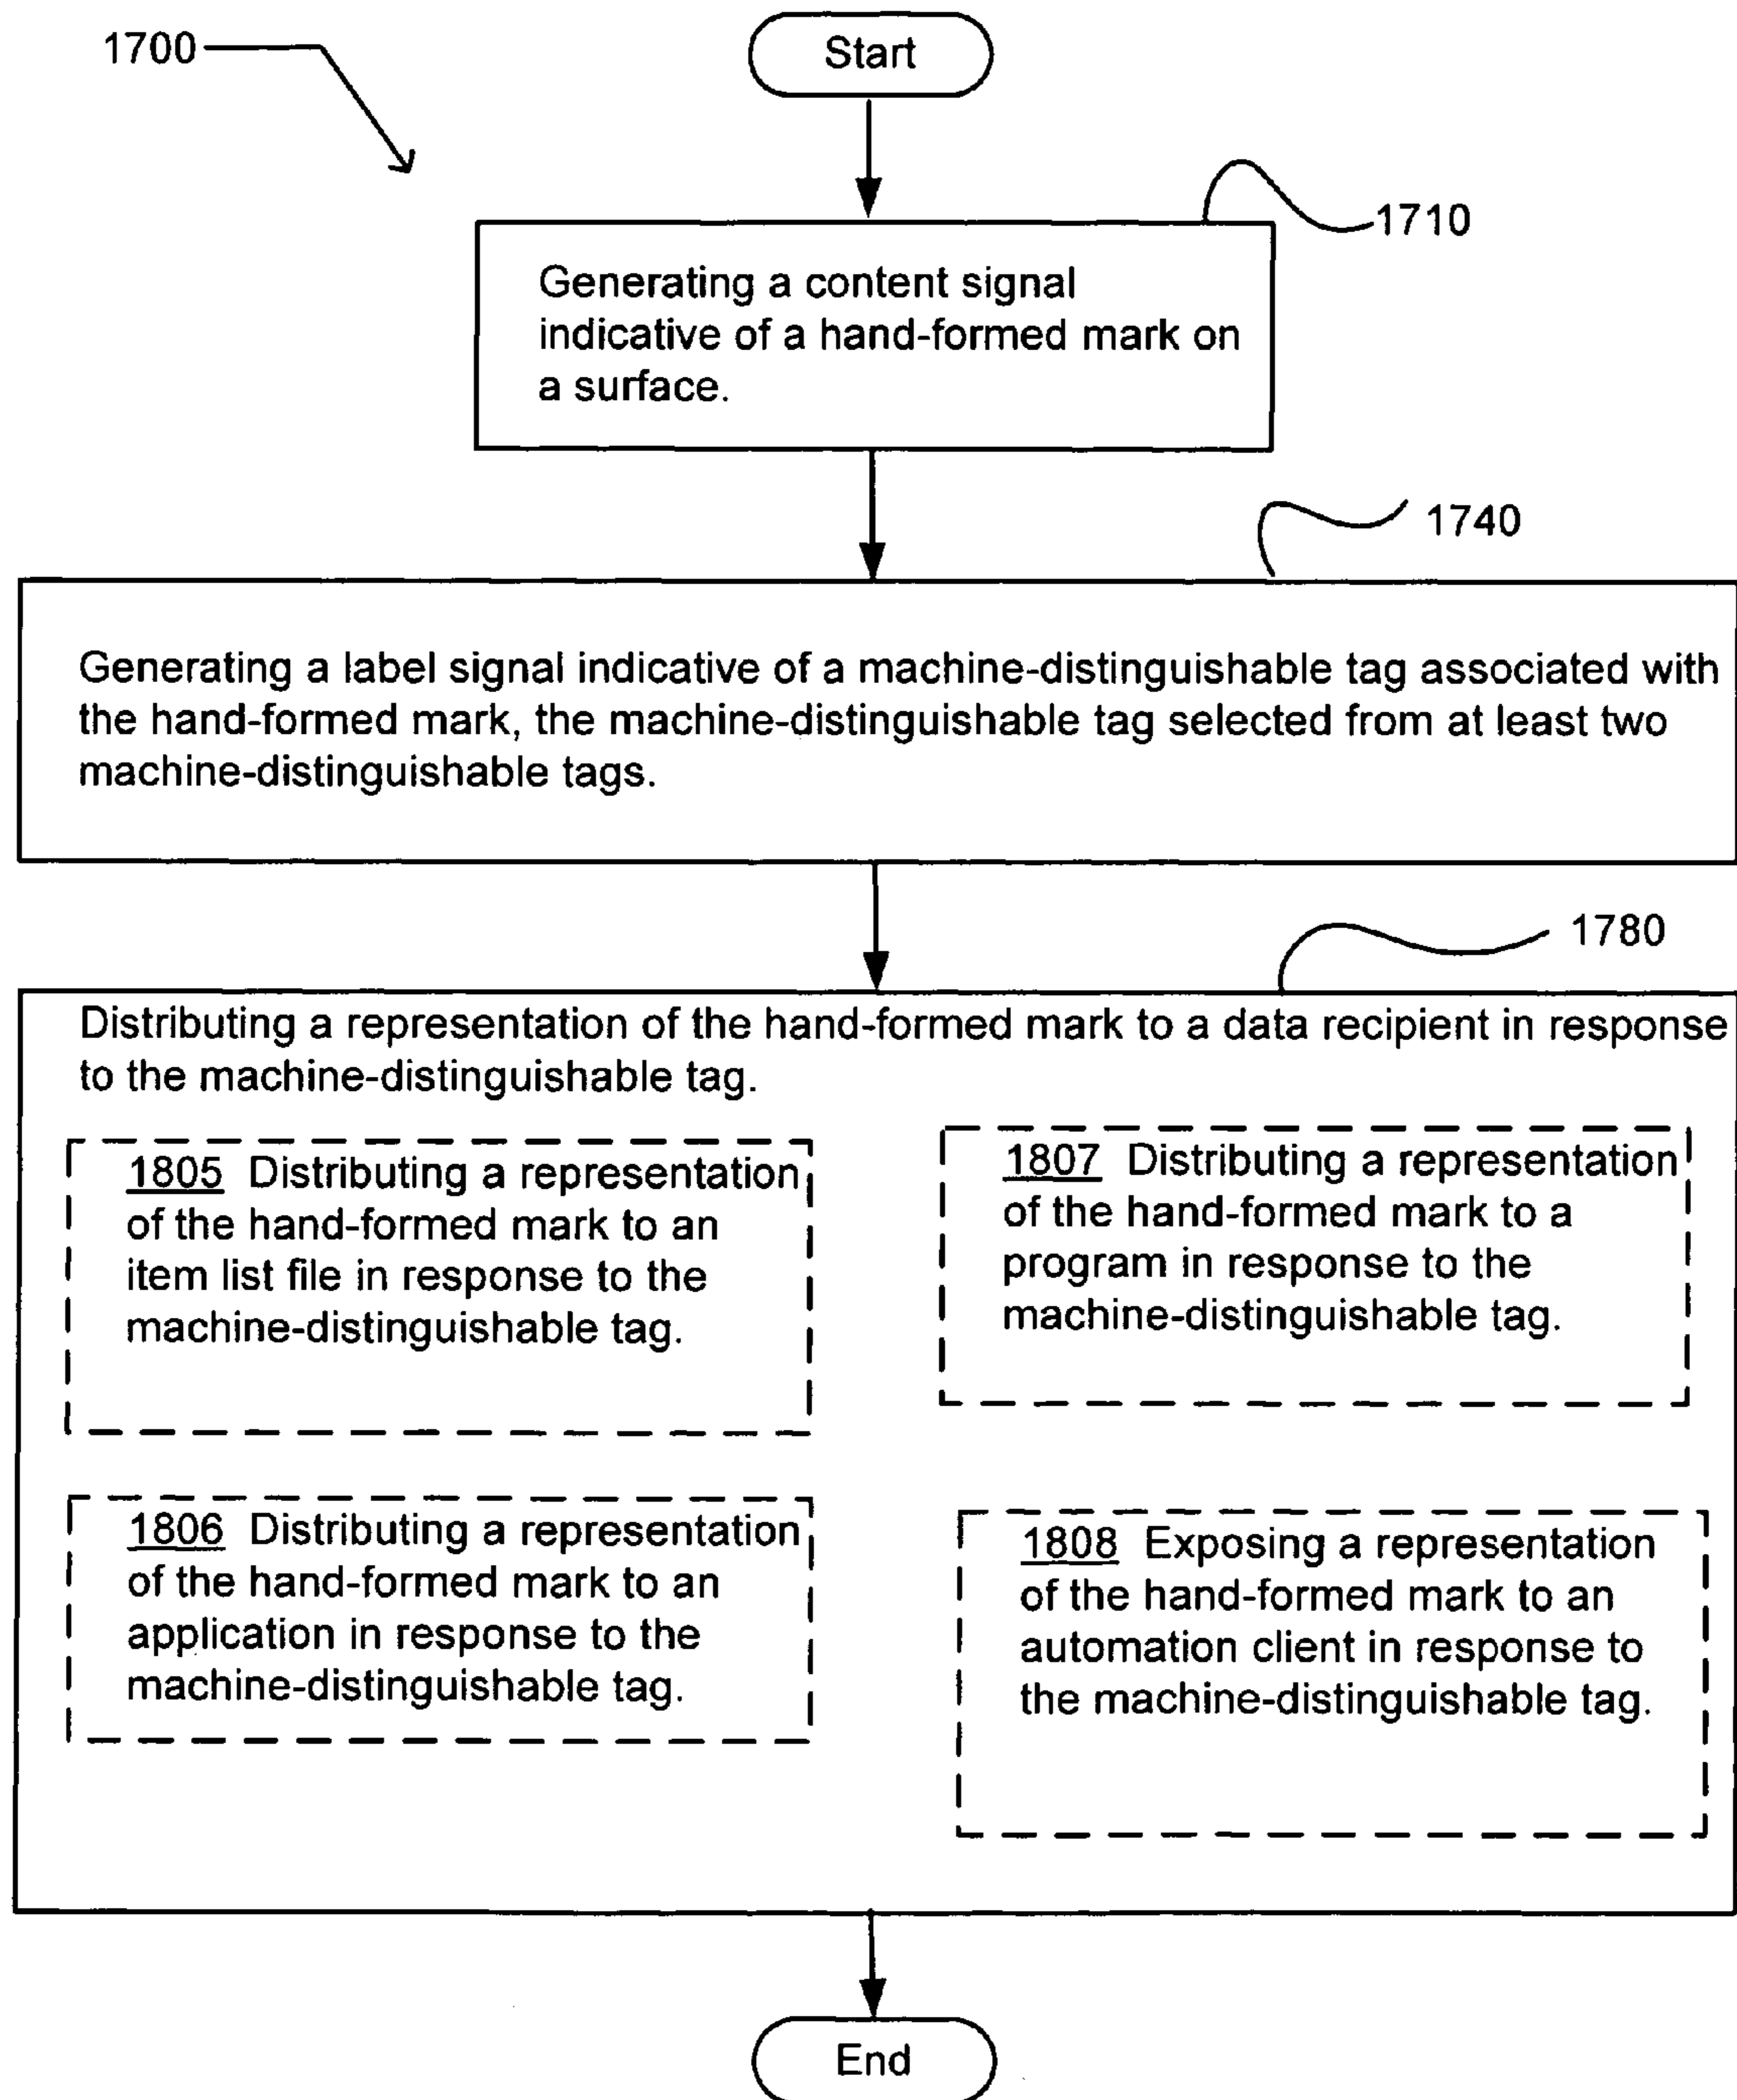 1700
Start
1710
Generating a content signal
indicative of a hand-formed mark on
a surface.
1740
Generating a label signal indicative of a machine-distinguishable tag associated with
the hand-formed mark, the machine-distinguishable tag selected from at least two
machine-distinguishable tags.
1780
Distributing a representation of the hand-formed mark to a data recipient in response
to the machine-distinguishable tag.
1805 Distributing a representation
of the hand-formed mark to an
item list file in response to the
machine-distinguishable tag.
1807 Distributing a representation
of the hand-formed mark to a
program in response to the
machine-distinguishable tag.
1806 Distributing a representation
of the hand-formed mark to an
application in response to the
machine-distinguishable tag.
1808 Exposing a representation
of the hand-formed mark to an
automation client in response to
the machine-distinguishable tag.
End